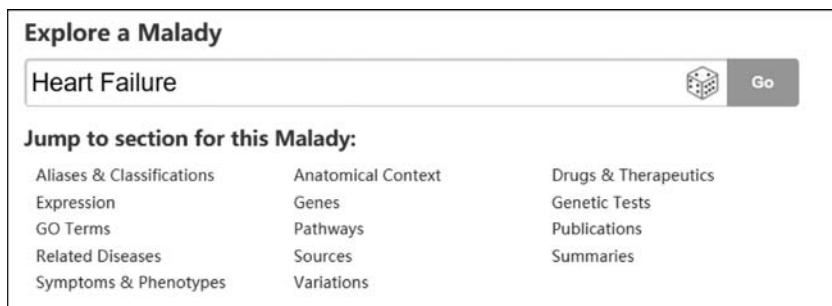 Explore a Malady
Heart Failure
Go
Jump to section for this Malady:
Aliases & Classifications Anatomical Context Drugs & Therapeutics
Expression Genes Genetic Tests
GO Terms Pathways Publications
Related Diseases Sources Summaries
Symptoms & Phenotypes Variations